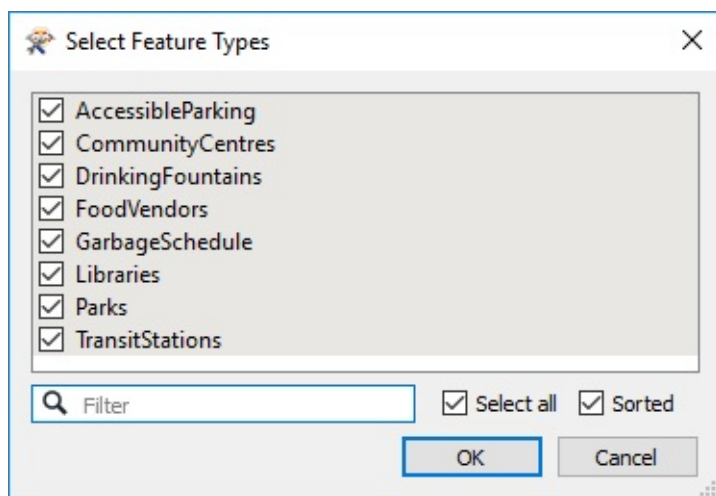 Select Feature Types
AccessibleParking
CommunityCentres
DrinkingFountains
FoodVendors
GarbageSchedule
Libraries
Parks
TransitStations
Filter
Select all
Sorted
OK
Cancel